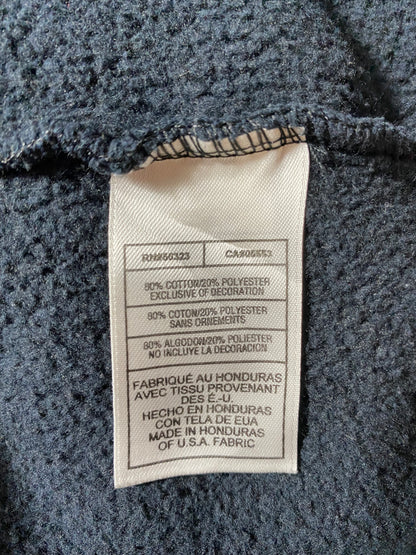 RN#56323 CA#05553
80% COTTON/20% POLYESTER
EXCLUSIVE OF DECORATION
80% COTON/20% POLYESTER
SANS ORNEMENTS
80% ALGODON/20% POLIESTER
NO INCLUYE LA DECORACION
FABRIQUÉ AU HONDURAS
AVEC TISSU PROVENANT
DES É.-U.
HECHO EN HONDURAS
CON TELA DE EUA
MADE IN HONDURAS
OF U.S.A. FABRIC